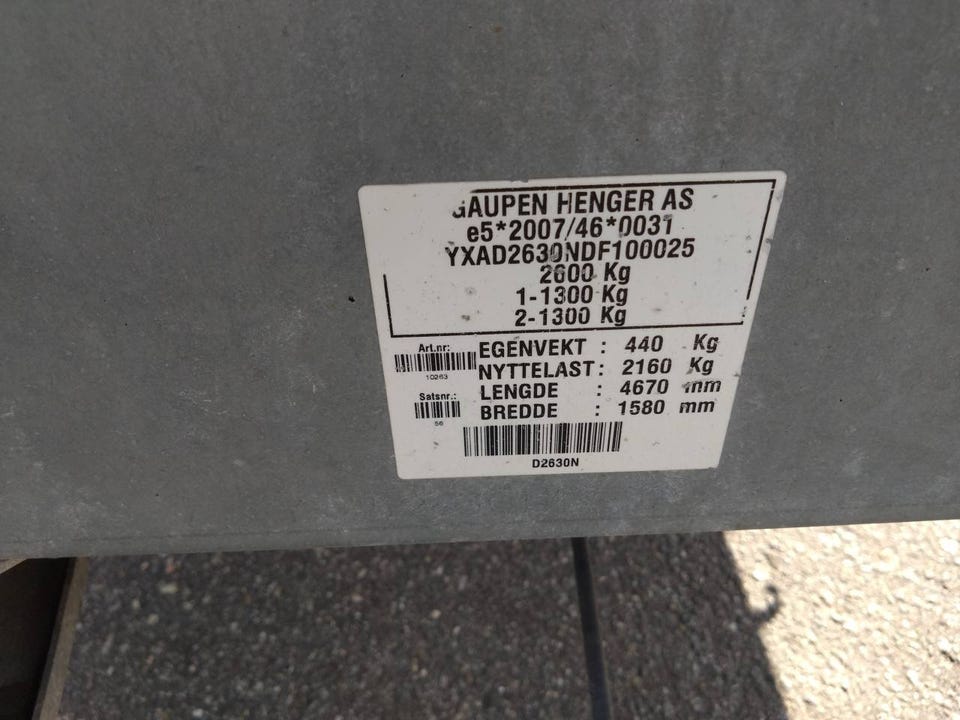 GAUPEN HENGER AS
e5*2007/46*0031
YXAD2630NDF100025
2600 Kg
1-1300 Kg
2-1300 Kg
Art.nr:
10263
EGENVEKT : 440 Kg
NYTTELAST: 2160 Kg
LENGDE : 4670 mm
Satsnr.:
56
BREDDE : 1580 mm
D2630N